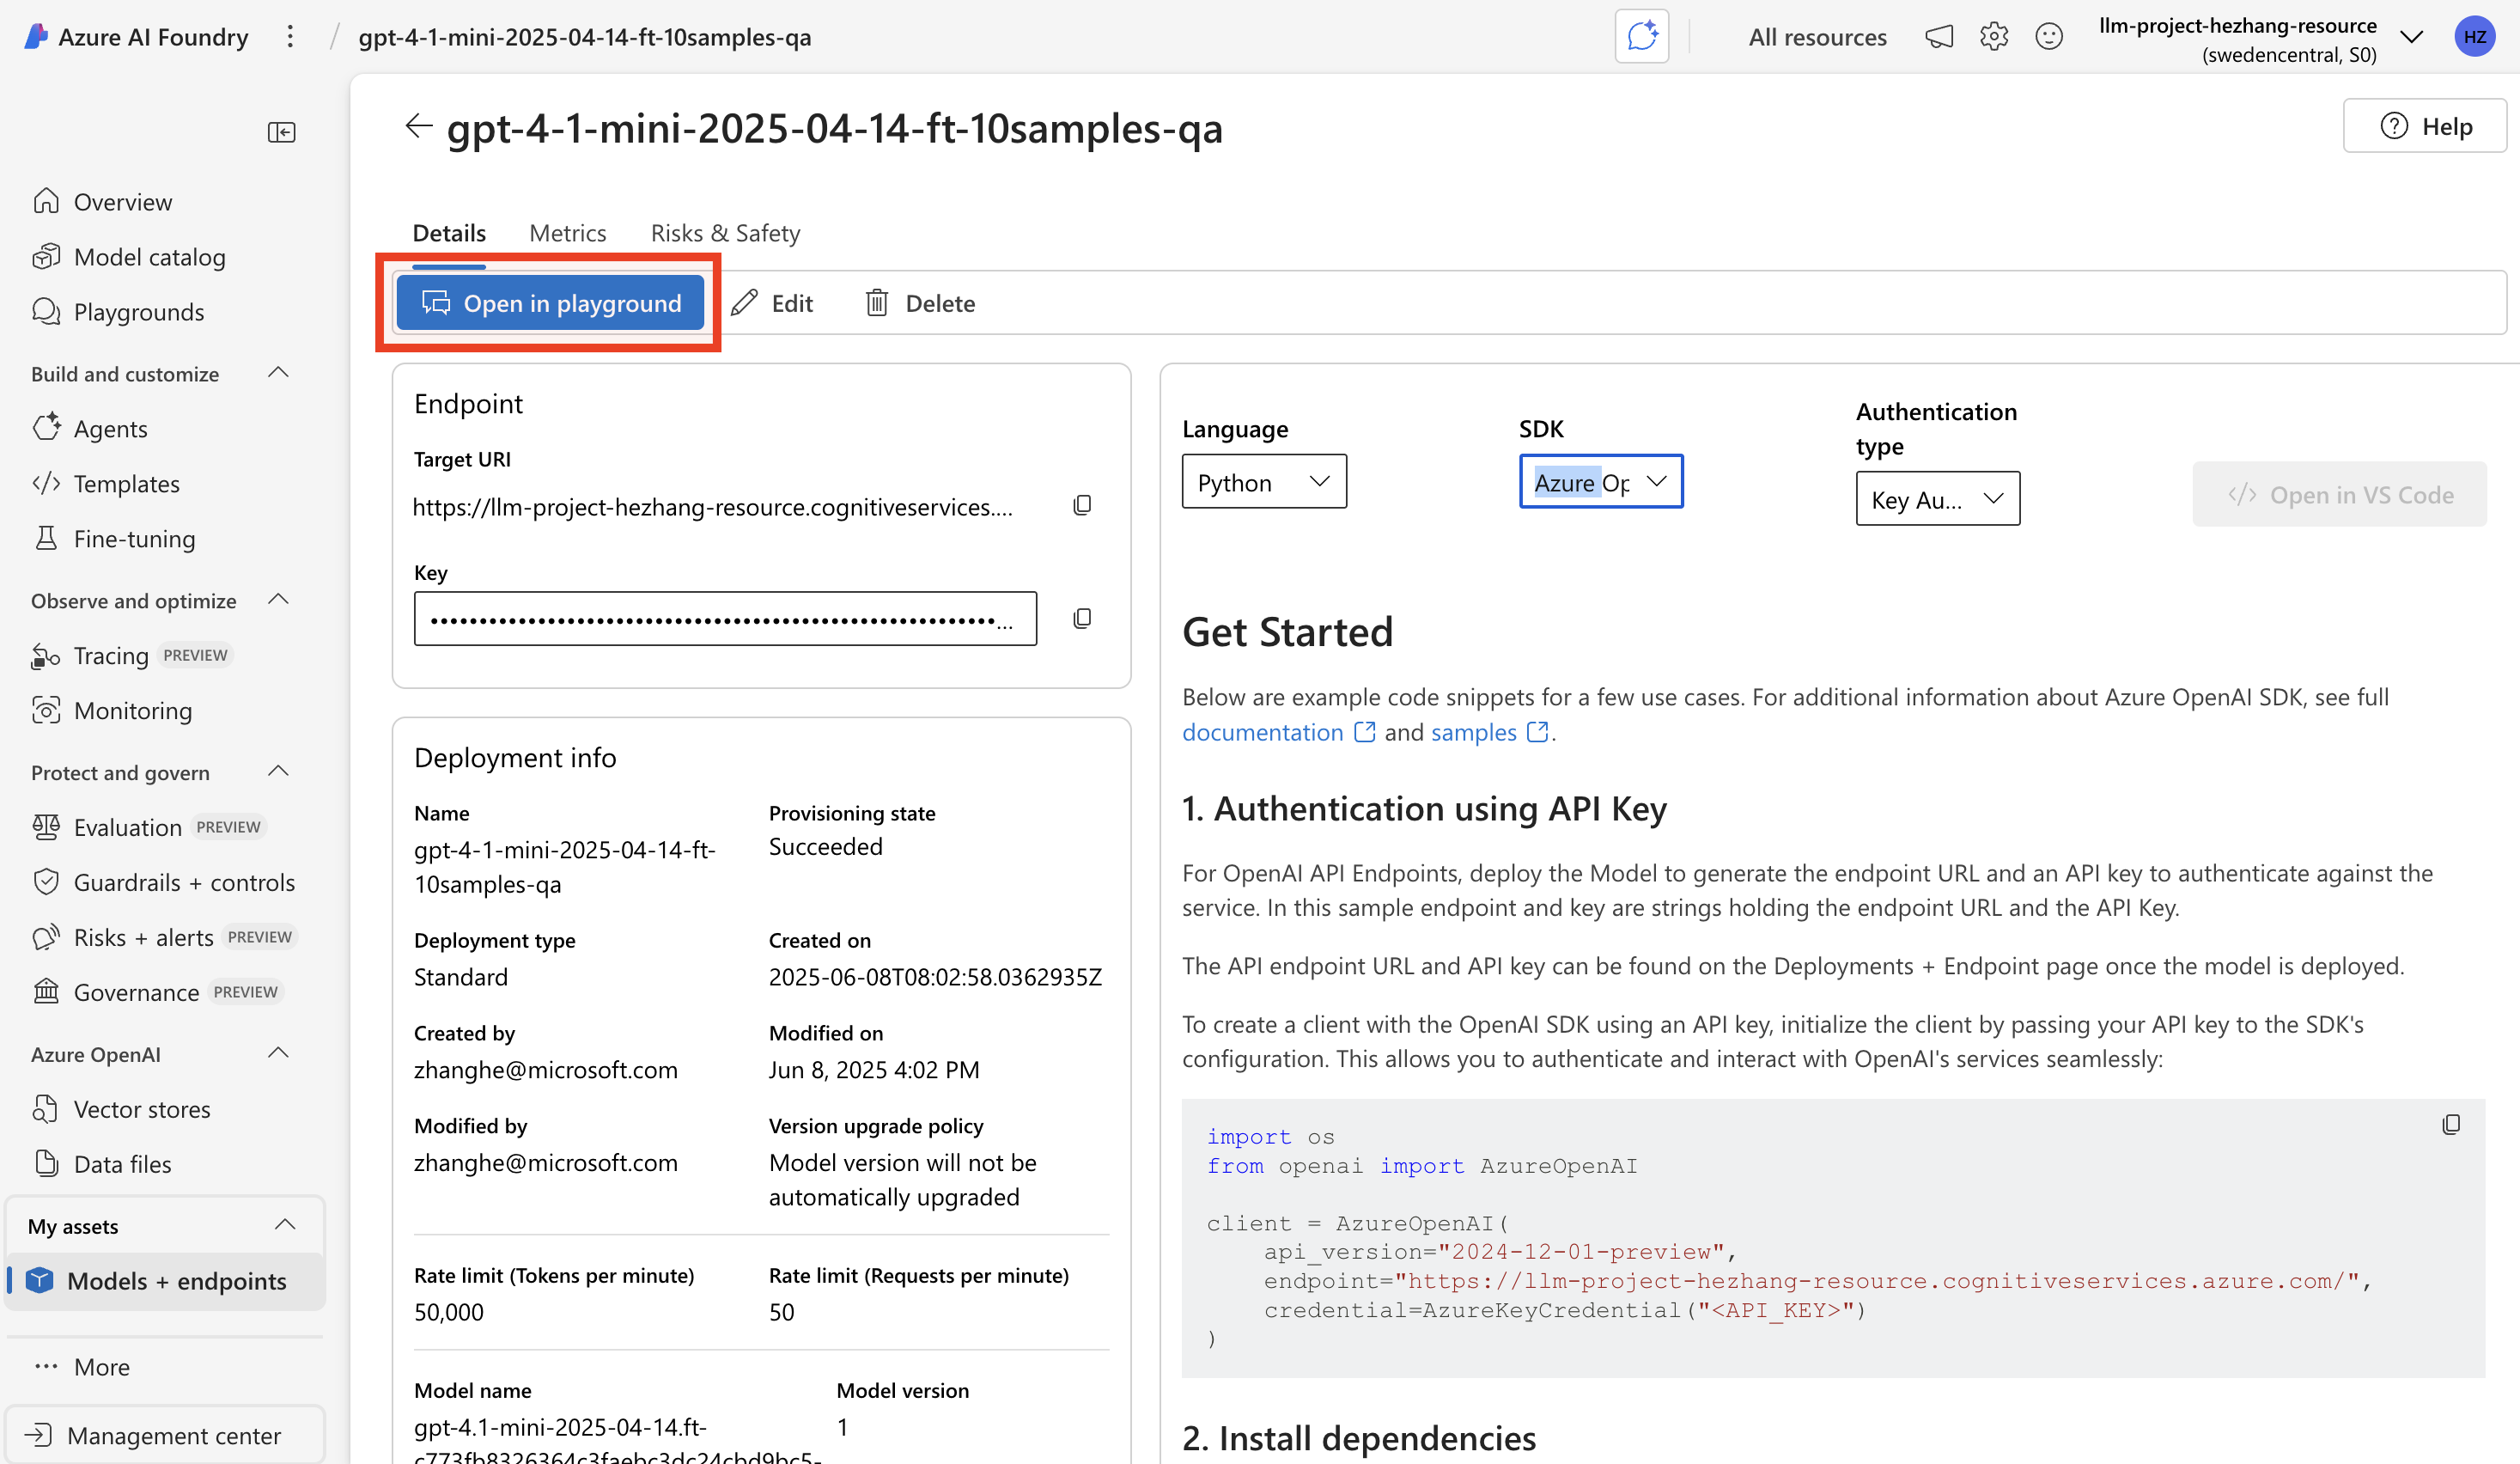 Azure AI Foundry
/ gpt-4-1-mini-2025-04-14-ft-10samples-qa
All resources
llm-project-hezhang-resource
(swedencentral, S0)
HZ
Overview
Model catalog
Playgrounds
Build and customize
Agents
Templates
Fine-tuning
Observe and optimize
Tracing PREVIEW
Monitoring
Protect and govern
Evaluation PREVIEW
Guardrails + controls
Risks + alerts PREVIEW
Governance PREVIEW
Azure OpenAI
Vector stores
Data files
My assets
Models + endpoints
More
Management center
gpt-4-1-mini-2025-04-14-ft-10samples-qa
Help
Details Metrics Risks & Safety
Open in playground Edit Delete
Endpoint
Target URI
https://llm-project-hezhang-resource.cognitiveservices....
Key
••••••••••••••••••••••••••••••••••••••••••••••••••••••••••...
Deployment info
Name
gpt-4-1-mini-2025-04-14-ft-
10samples-qa
Provisioning state
Succeeded
Deployment type
Standard
Created on
2025-06-08T08:02:58.0362935Z
Created by
zhanghe@microsoft.com
Modified on
Jun 8, 2025 4:02 PM
Modified by
zhanghe@microsoft.com
Version upgrade policy
Model version will not be
automatically upgraded
Rate limit (Tokens per minute)
50,000
Rate limit (Requests per minute)
50
Model name
gpt-4.1-mini-2025-04-14.ft-
c773fb8326364c3faebc3dc24cbd9bc5-
Model version
1
Language
Python
SDK
Azure Op
Authentication
type
Key Au...
</> Open in VS Code
Get Started
Below are example code snippets for a few use cases. For additional information about Azure OpenAI SDK, see full
documentation and samples .
1. Authentication using API Key
For OpenAI API Endpoints, deploy the Model to generate the endpoint URL and an API key to authenticate against the
service. In this sample endpoint and key are strings holding the endpoint URL and the API Key.
The API endpoint URL and API key can be found on the Deployments + Endpoint page once the model is deployed.
To create a client with the OpenAI SDK using an API key, initialize the client by passing your API key to the SDK's
configuration. This allows you to authenticate and interact with OpenAI's services seamlessly:
import os
from openai import AzureOpenAI
client = AzureOpenAI(
    api_version="2024-12-01-preview",
    endpoint="https://llm-project-hezhang-resource.cognitiveservices.azure.com/",
    credential=AzureKeyCredential("<API_KEY>")
)
2. Install dependencies